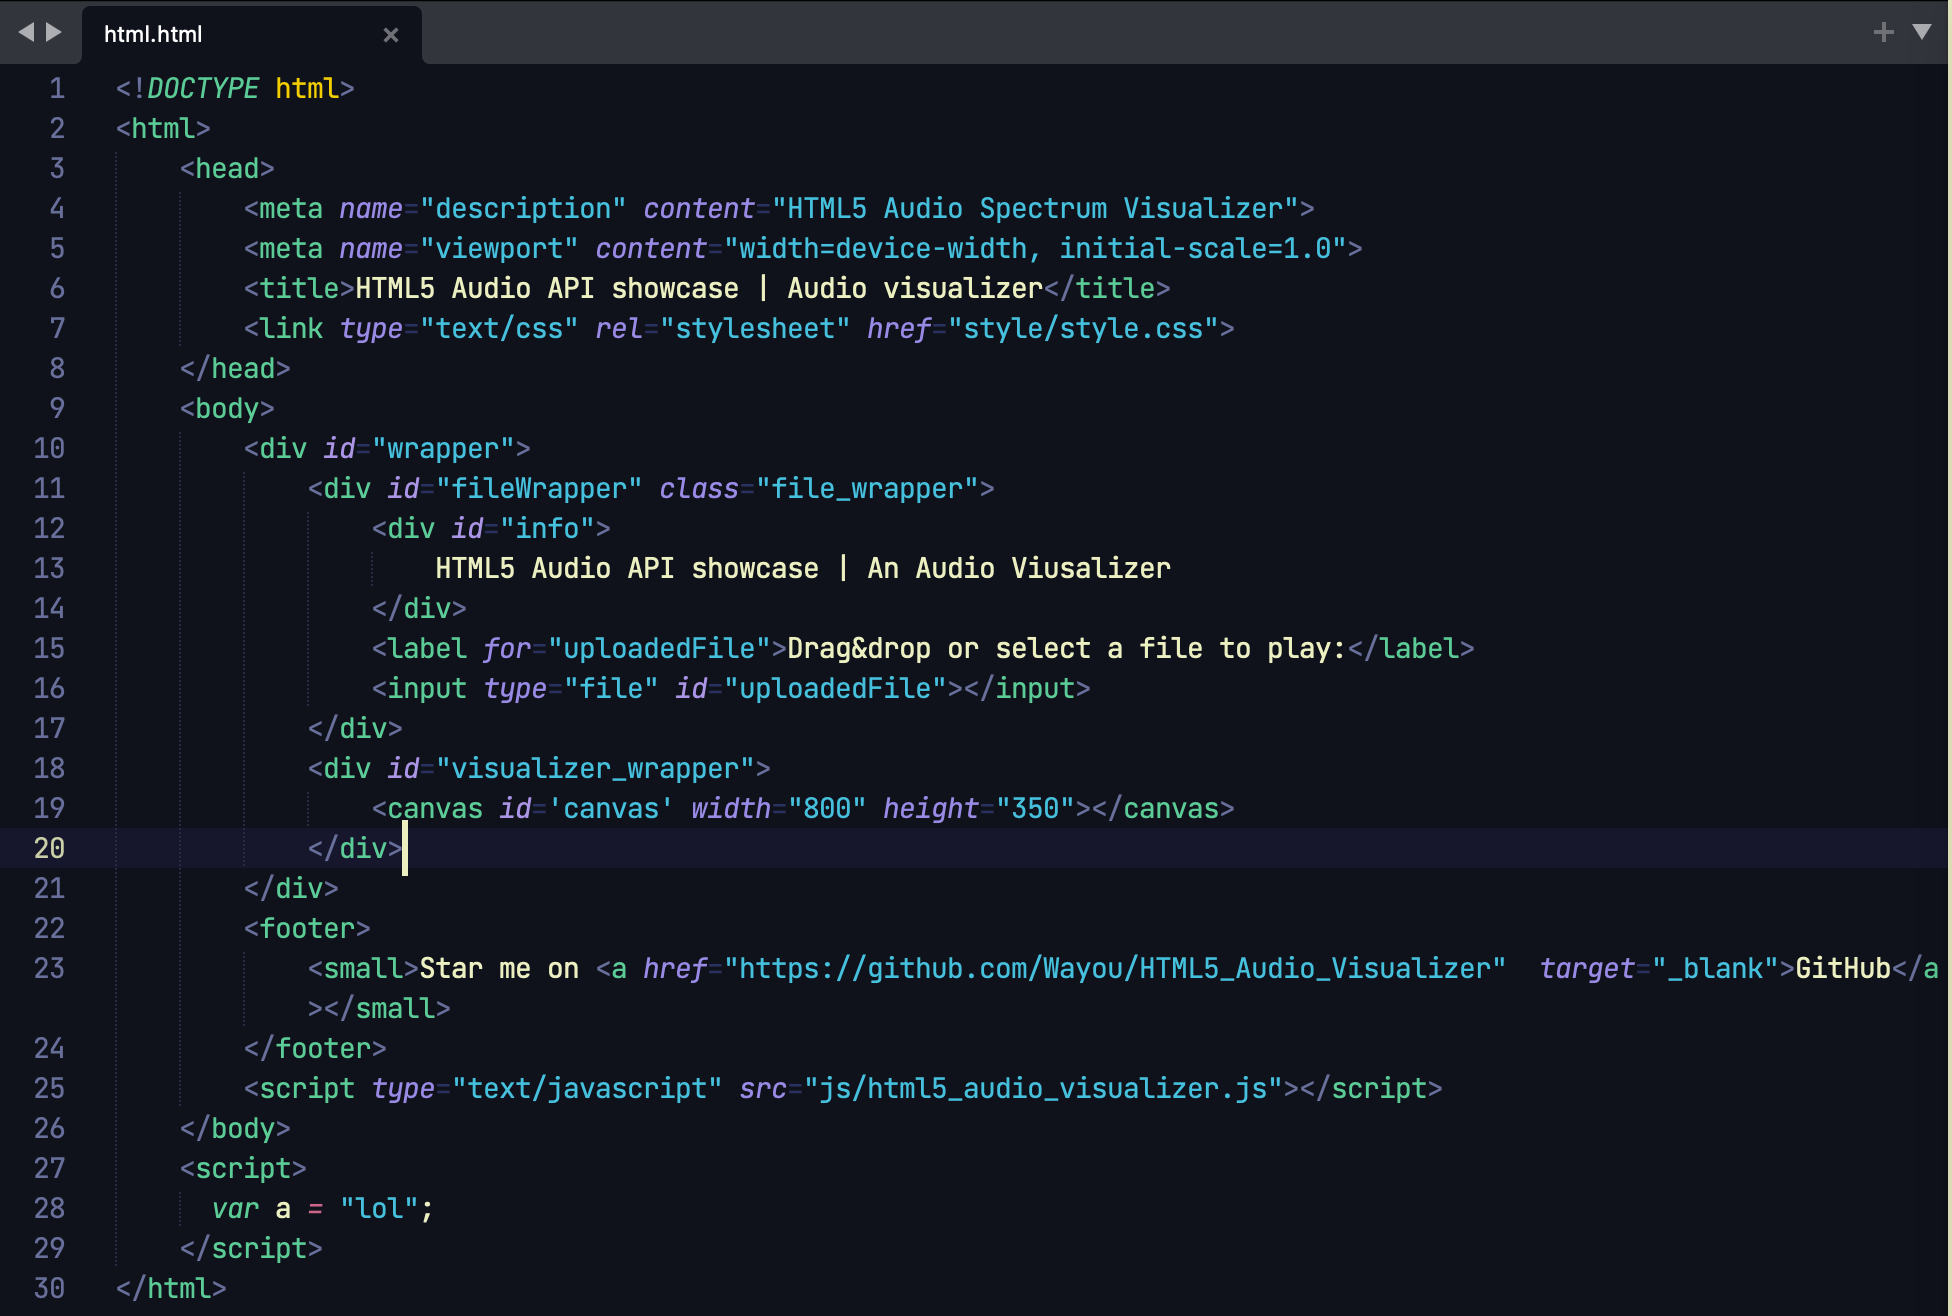 html.html
1 <!DOCTYPE html>
2 <html>
3 <head>
4 <meta name="description" content="HTML5 Audio Spectrum Visualizer">
5 <meta name="viewport" content="width=device-width, initial-scale=1.0">
6 <title>HTML5 Audio API showcase | Audio visualizer</title>
7 <link type="text/css" rel="stylesheet" href="style/style.css">
8 </head>
9 <body>
10 <div id="wrapper">
11 <div id="fileWrapper" class="file_wrapper">
12 <div id="info">
13 HTML5 Audio API showcase | An Audio Viusalizer
14 </div>
15 <label for="uploadedFile">Drag&drop or select a file to play:</label>
16 <input type="file" id="uploadedFile"></input>
17 </div>
18 <div id="visualizer_wrapper">
19 <canvas id='canvas' width="800" height="350"></canvas>
20 </div>
21 </div>
22 <footer>
23 <small>Star me on <a href="https://github.com/Wayou/HTML5_Audio_Visualizer"  target="_blank">GitHub</a
></small>
24 </footer>
25 <script type="text/javascript" src="js/html5_audio_visualizer.js"></script>
26 </body>
27 <script>
28 var a = "lol";
29 </script>
30 </html>